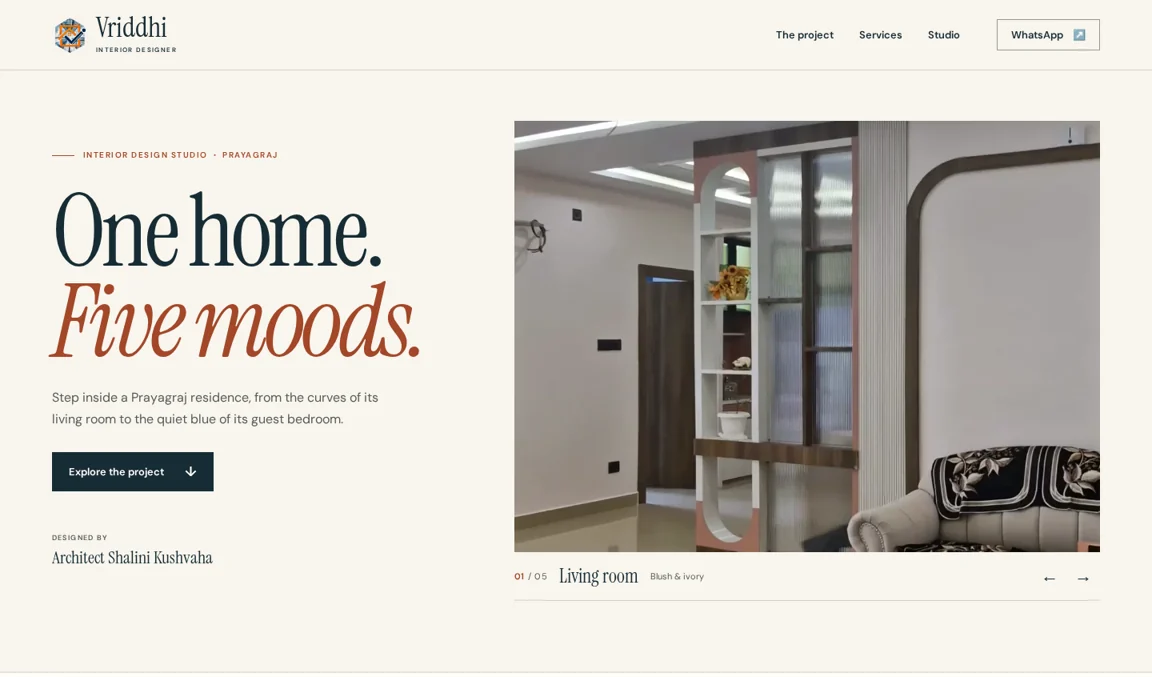 Vriddhi
INTERIOR DESIGNER
The project
Services
Studio
WhatsApp ↗
INTERIOR DESIGN STUDIO • PRAYAGRAJ
One home.
Five moods.
Step inside a Prayagraj residence, from the curves of its
living room to the quiet blue of its guest bedroom.
Explore the project ↓
DESIGNED BY
Architect Shalini Kushvaha
01 / 05 Living room Blush & ivory ← →